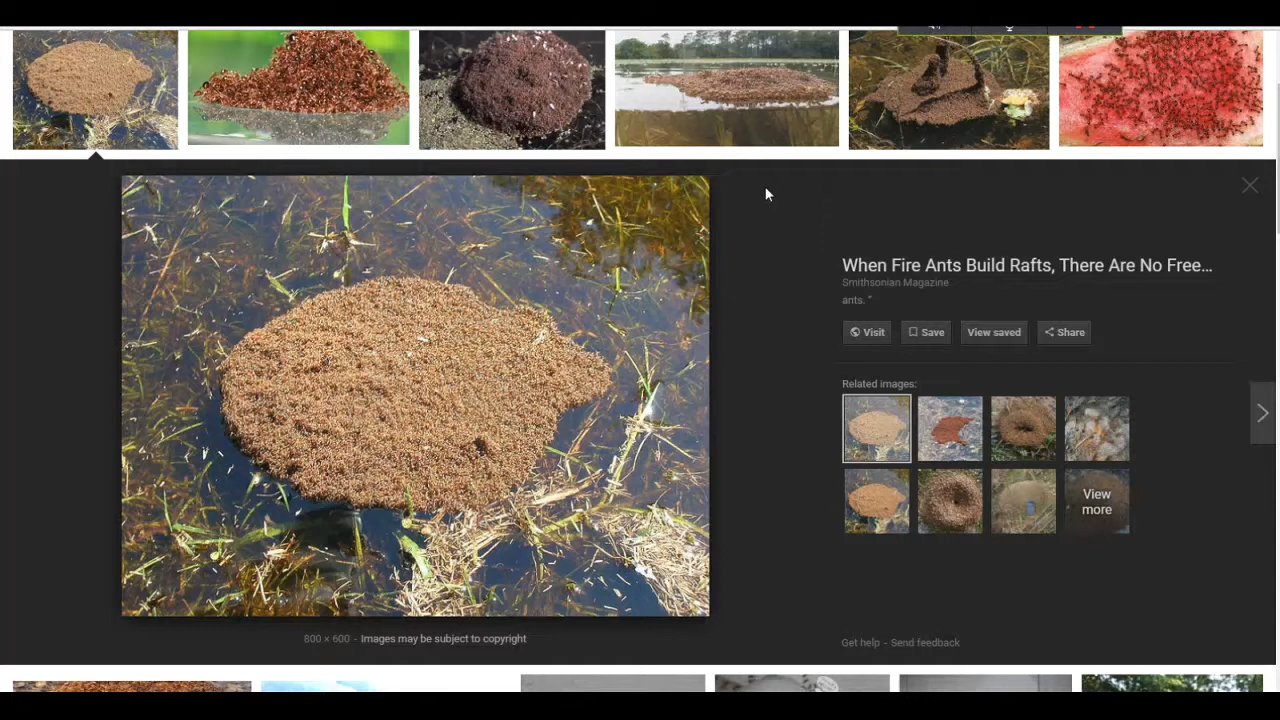 When Fire Ants Build Rafts, There Are No Free...
Smithsonian Magazine
ants. "
Visit Save View saved Share
Related images:
View
more
800 × 600 - Images may be subject to copyright
Get help - Send feedback